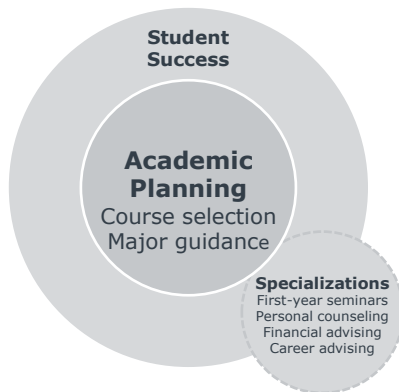 Student
Success
Academic
Planning
Course selection
Major guidance
Specializations
First-year seminars
Personal counseling
Financial advising
Career advising